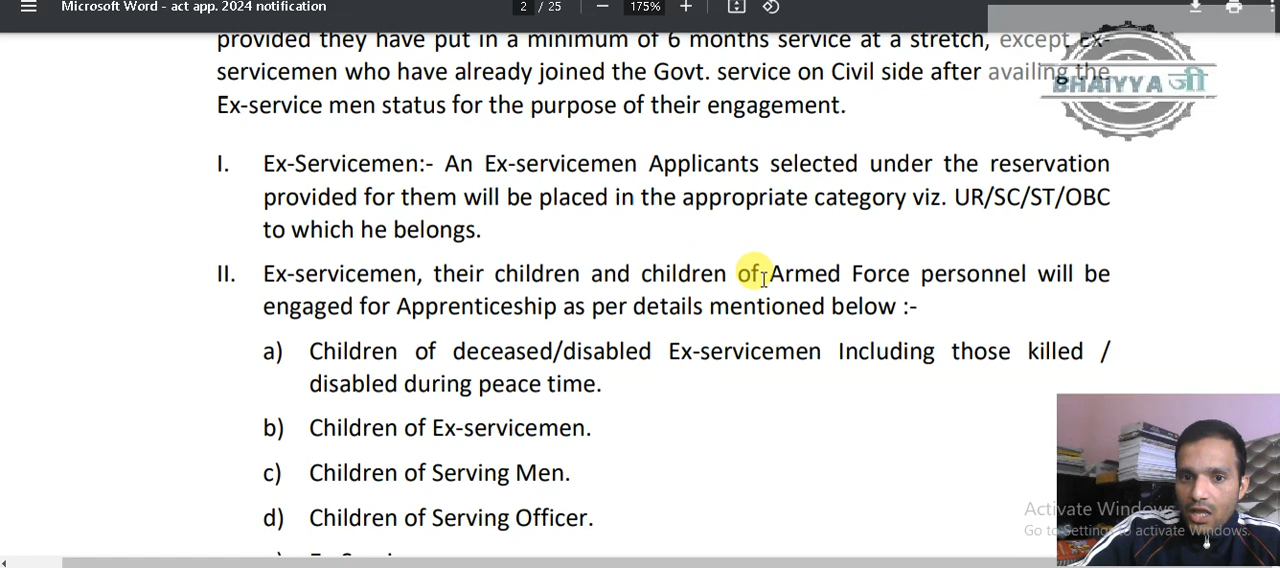 Microsoft Word - act app. 2024 notification
2 / 25
175%
provided they have put in a minimum of 6 months service at a stretch, except Ex-
servicemen who have already joined the Govt. service on Civil side after availing the
Ex-service men status for the purpose of their engagement.
BHAIYYA जी
I. Ex-Servicemen:- An Ex-servicemen Applicants selected under the reservation
provided for them will be placed in the appropriate category viz. UR/SC/ST/OBC
to which he belongs.
II. Ex-servicemen, their children and children of Armed Force personnel will be
engaged for Apprenticeship as per details mentioned below :-
a) Children of deceased/disabled Ex-servicemen Including those killed /
disabled during peace time.
b) Children of Ex-servicemen.
c) Children of Serving Men.
d) Children of Serving Officer.
Activate Windows
Go to Settings to activate Windows.